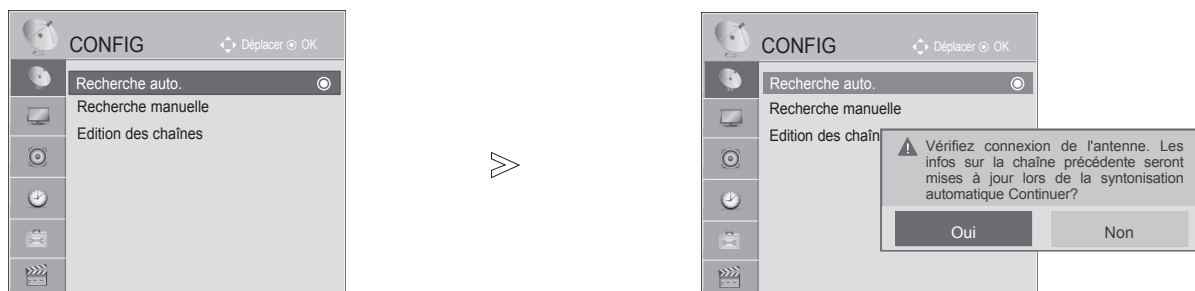 CONFIG
Déplacer OK
Recherche auto.
Recherche manuelle
Edition des chaînes
CONFIG
Déplacer OK
Recherche auto.
Recherche manuelle
Edition des chaîn
Vérifiez connexion de l'antenne. Les
infos sur la chaîne précédente seront
mises à jour lors de la syntonisation
automatique Continuer?
Oui Non